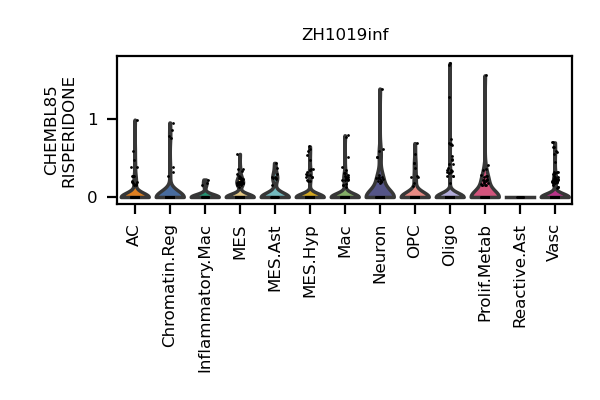 ZH1019inf
CHEMBL85
RISPERIDONE
1
0
AC
Chromatin.Reg
Inflammatory.Mac
MES
MES.Ast
MES.Hyp
Mac
Neuron
OPC
Oligo
Prolif.Metab
Reactive.Ast
Vasc